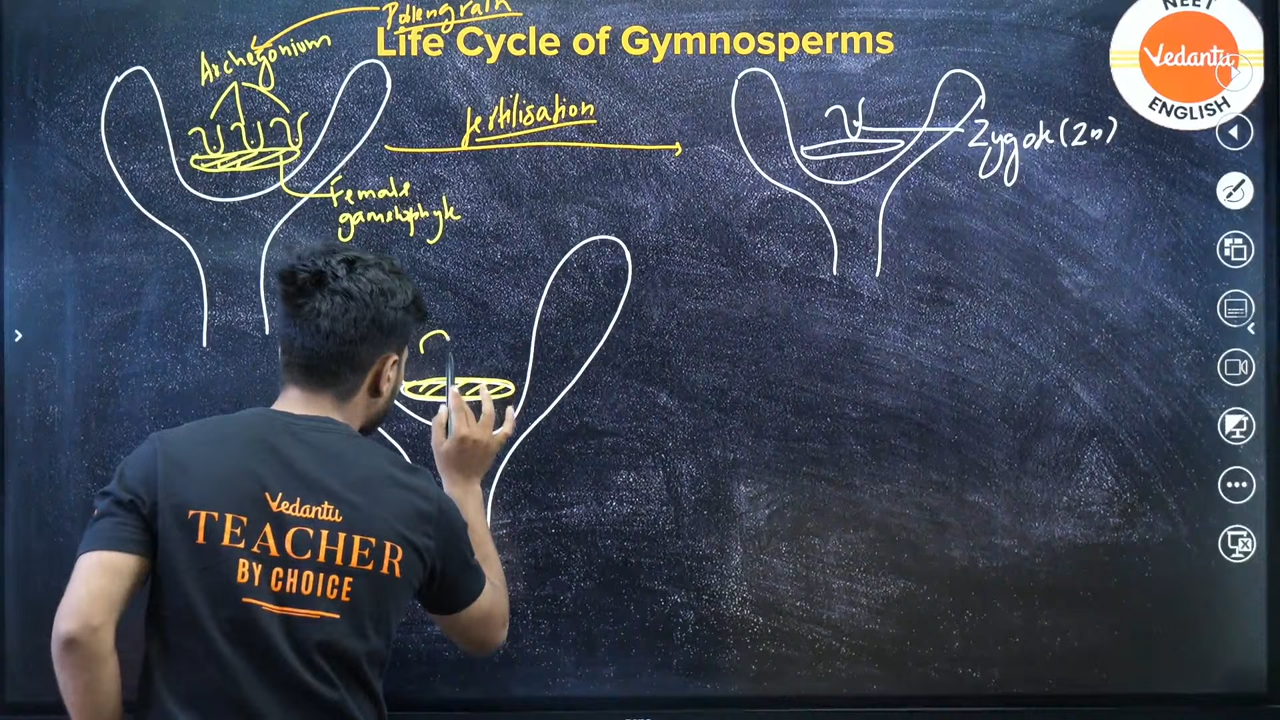 Pollengrain
Life Cycle of Gymnosperms
Archegonium
fertilisation
Zygote (2n)
Female
gametophyte
NEET
Vedantu
ENGLISH
Vedantu
TEACHER
BY CHOICE